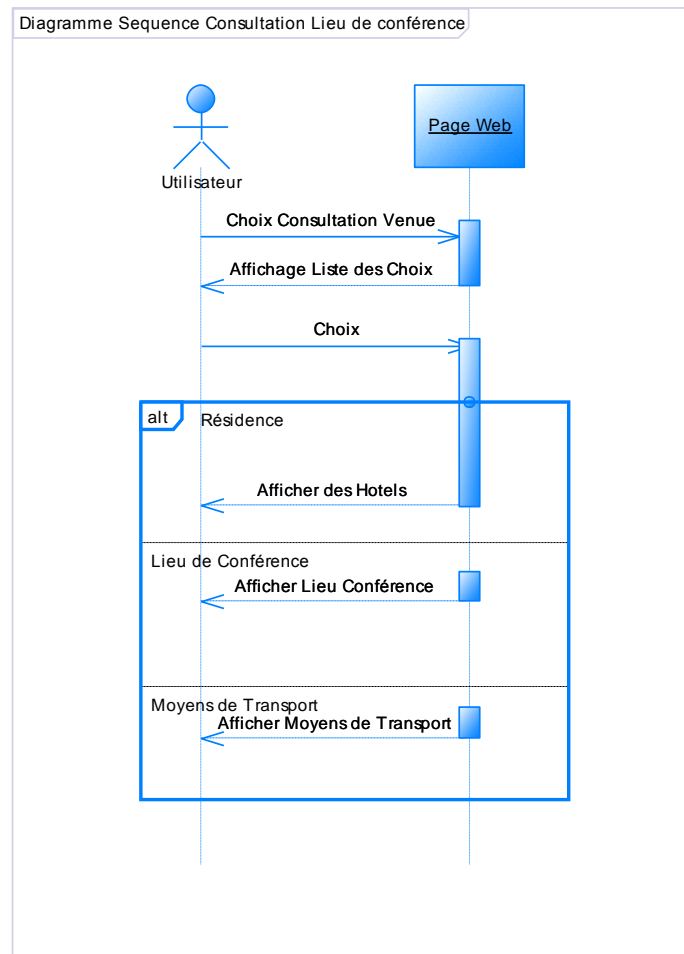 Diagramme Sequence Consultation Lieu de conférence
Utilisateur
Page Web
Choix Consultation Venue
Affichage Liste des Choix
Choix
alt
Résidence
Afficher des Hotels
Lieu de Conférence
Afficher Lieu Conférence
Moyens de Transport
Afficher Moyens de Transport